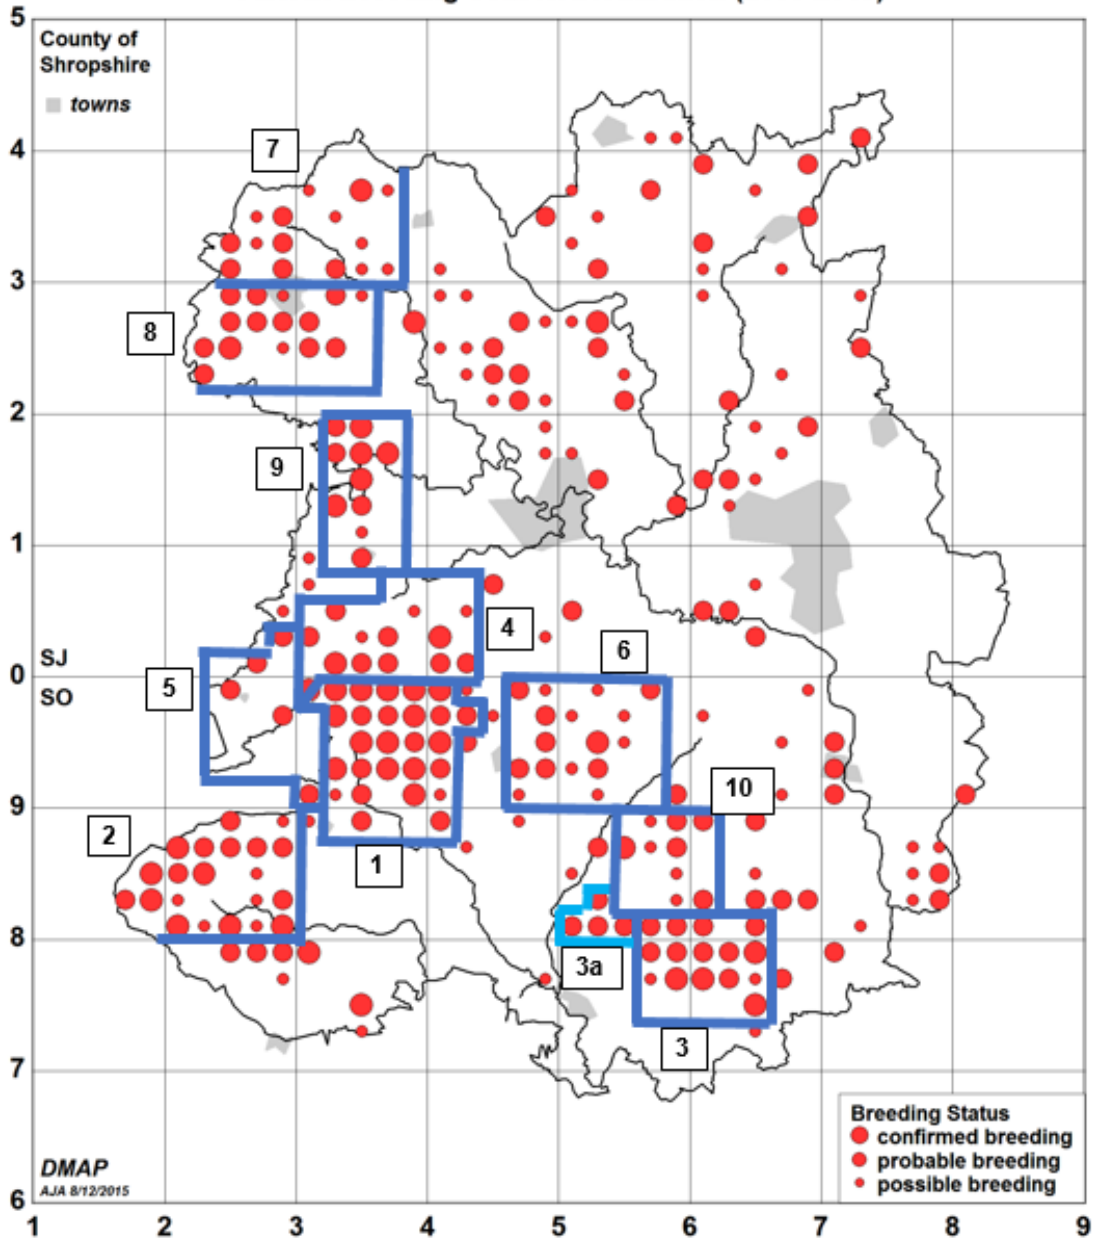 County of
Shropshire
towns
5
4
3
2
1
0
9
8
7
6
SJ
SO
7
8
9
4
5
6
10
2
1
3a
3
Breeding Status
confirmed breeding
probable breeding
possible breeding
DMAP
AJA 8/12/2015
1 2 3 4 5 6 7 8 9